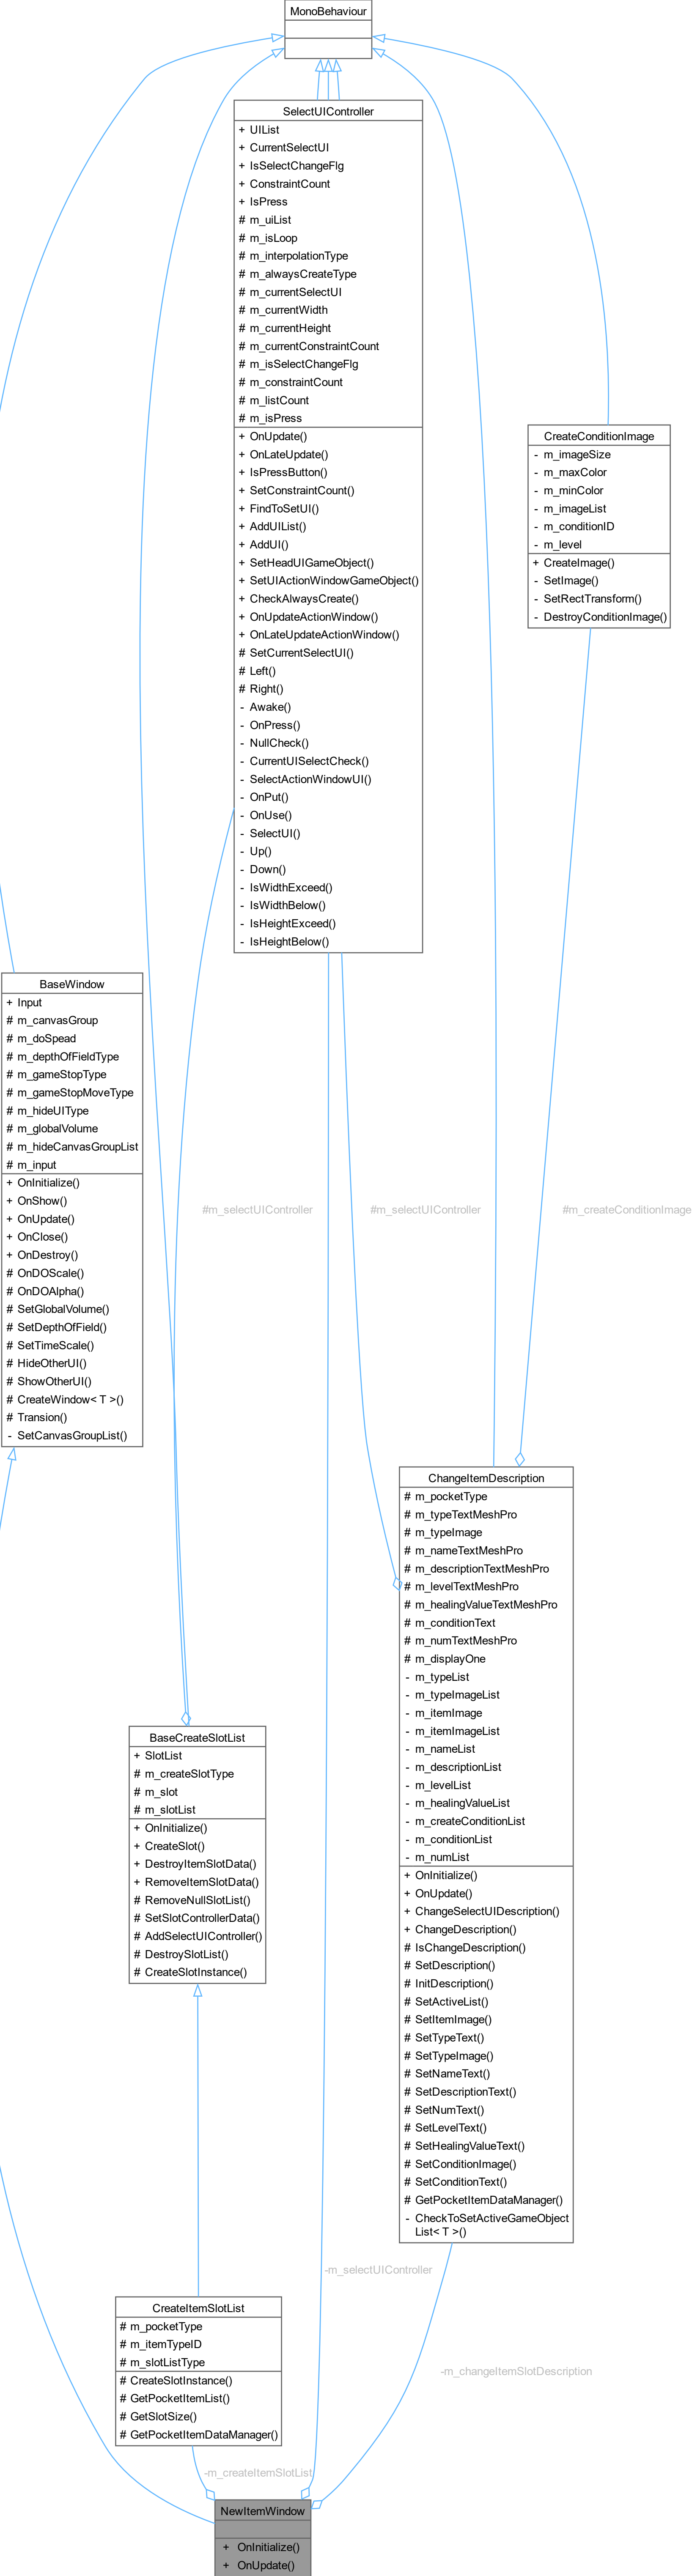 MonoBehaviour
SelectUIController
+ UIList
+ CurrentSelectUI
+ IsSelectChangeFlg
+ ConstraintCount
+ IsPress
# m_uiList
# m_isLoop
# m_interpolationType
# m_alwaysCreateType
# m_currentSelectUI
# m_currentWidth
# m_currentHeight
# m_currentConstraintCount
# m_isSelectChangeFlg
# m_constraintCount
# m_listCount
# m_isPress
+ OnUpdate()
+ OnLateUpdate()
+ IsPressButton()
+ SetConstraintCount()
+ FindToSetUI()
+ AddUIList()
+ AddUI()
+ SetHeadUIGameObject()
+ SetUIActionWindowGameObject()
+ CheckAlwaysCreate()
+ OnUpdateActionWindow()
+ OnLateUpdateActionWindow()
# SetCurrentSelectUI()
# Left()
# Right()
- Awake()
- OnPress()
- NullCheck()
- CurrentUISelectCheck()
- SelectActionWindowUI()
- OnPut()
- OnUse()
- SelectUI()
- Up()
- Down()
- IsWidthExceed()
- IsWidthBelow()
- IsHeightExceed()
- IsHeightBelow()
CreateConditionImage
- m_imageSize
- m_maxColor
- m_minColor
- m_imageList
- m_conditionID
- m_level
+ CreateImage()
- SetImage()
- SetRectTransform()
- DestroyConditionImage()
BaseWindow
+ Input
# m_canvasGroup
# m_doSpead
# m_depthOfFieldType
# m_gameStopType
# m_gameStopMoveType
# m_hideUIType
# m_globalVolume
# m_hideCanvasGroupList
# m_input
+ OnInitialize()
+ OnShow()
+ OnUpdate()
+ OnClose()
+ OnDestroy()
# OnDOScale()
# OnDOAlpha()
# SetGlobalVolume()
# SetDepthOfField()
# SetTimeScale()
# HideOtherUI()
# ShowOtherUI()
# CreateWindow< T >()
# Transion()
- SetCanvasGroupList()
#m_selectUIController
#m_selectUIController
#m_createConditionImage
ChangeItemDescription
# m_pocketType
# m_typeTextMeshPro
# m_typeImage
# m_nameTextMeshPro
# m_descriptionTextMeshPro
# m_levelTextMeshPro
# m_healingValueTextMeshPro
# m_conditionText
# m_numTextMeshPro
# m_displayOne
- m_typeList
- m_typeImageList
- m_itemImage
- m_itemImageList
- m_nameList
- m_descriptionList
- m_levelList
- m_healingValueList
- m_createConditionList
- m_conditionList
- m_numList
+ OnInitialize()
+ OnUpdate()
+ ChangeSelectUIDescription()
+ ChangeDescription()
# IsChangeDescription()
# SetDescription()
# InitDescription()
# SetActiveList()
# SetItemImage()
# SetTypeText()
# SetTypeImage()
# SetNameText()
# SetDescriptionText()
# SetNumText()
# SetLevelText()
# SetHealingValueText()
# SetConditionImage()
# SetConditionText()
# GetPocketItemDataManager()
- CheckToSetActiveGameObject
List< T >()
BaseCreateSlotList
+ SlotList
# m_createSlotType
# m_slot
# m_slotList
+ OnInitialize()
+ CreateSlot()
+ DestroyItemSlotData()
+ RemoveItemSlotData()
# RemoveNullSlotList()
# SetSlotControllerData()
# AddSelectUIController()
# DestroySlotList()
# CreateSlotInstance()
-m_selectUIController
CreateItemSlotList
# m_pocketType
# m_itemTypeID
# m_slotListType
# CreateSlotInstance()
# GetPocketItemList()
# GetSlotSize()
# GetPocketItemDataManager()
-m_changeItemSlotDescription
-m_createItemSlotList
NewItemWindow
+ OnInitialize()
+ OnUpdate()